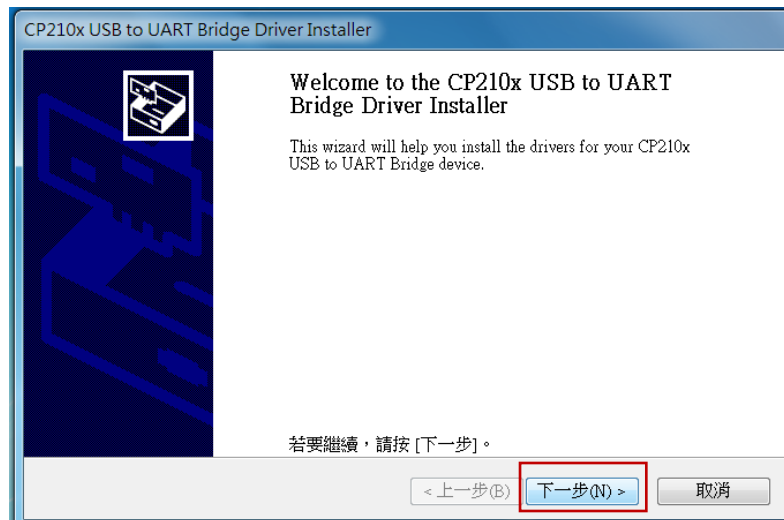 CP210x USB to UART Bridge Driver Installer
Welcome to the CP210x USB to UART
Bridge Driver Installer
This wizard will help you install the drivers for your CP210x
USB to UART Bridge device.
若要繼續，請按 [下一步]。
< 上一步(B)
下一步(N) >
取消